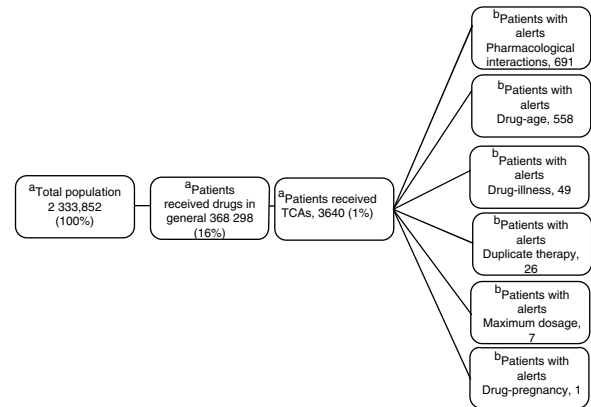 aTotal population
2 333,852
(100%)
aPatients
received drugs in
general 368 298
(16%)
aPatients received
TCAs, 3640 (1%)
bPatients with
alerts
Pharmacological
interactions, 691
bPatients with
alerts
Drug-age, 558
bPatients with
alerts
Drug-illness, 49
bPatients with
alerts
Duplicate therapy,
26
bPatients with
alerts
Maximum dosage,
7
bPatients with
alerts
Drug-pregnancy, 1